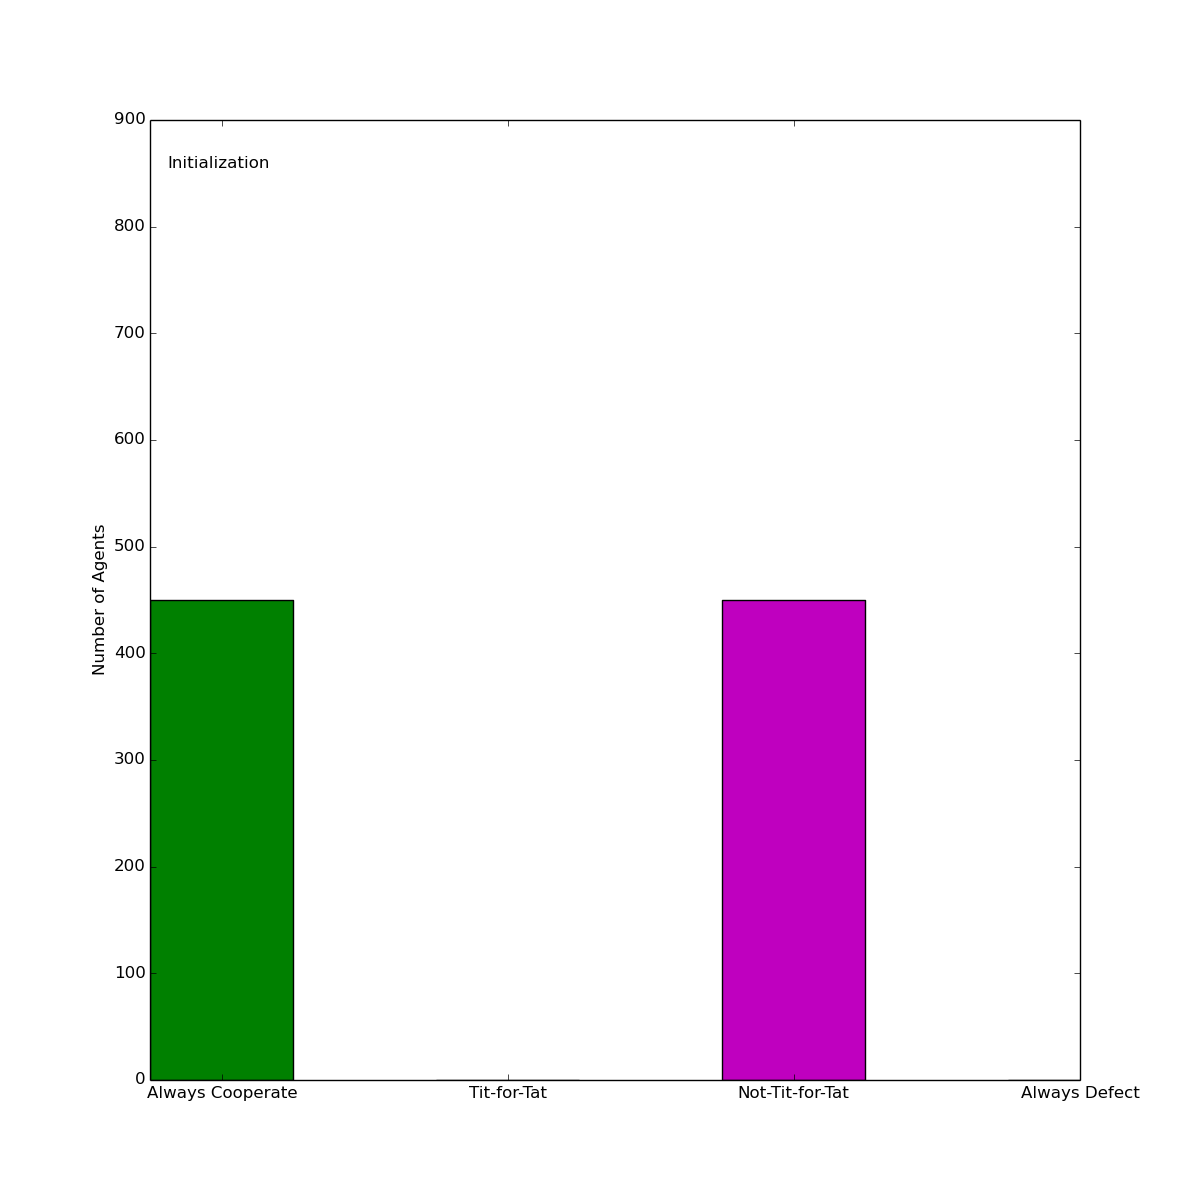 Initialization
Number of Agents
900
800
700
600
500
400
300
200
100
0
Always Cooperate
Tit-for-Tat
Not-Tit-for-Tat
Always Defect